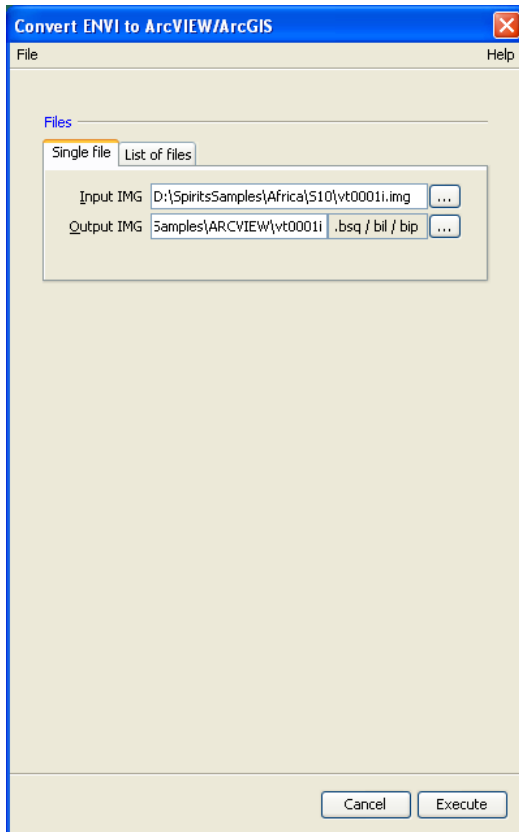 Convert ENVI to ArcVIEW/ArcGIS
File Help
Files
Single file List of files
Input IMG D:\SpiritsSamples\Africa\S10\vt0001i.img ...
Output IMG Samples\ARCVIEW\vt0001i .bsq / bil / bip ...
Cancel Execute